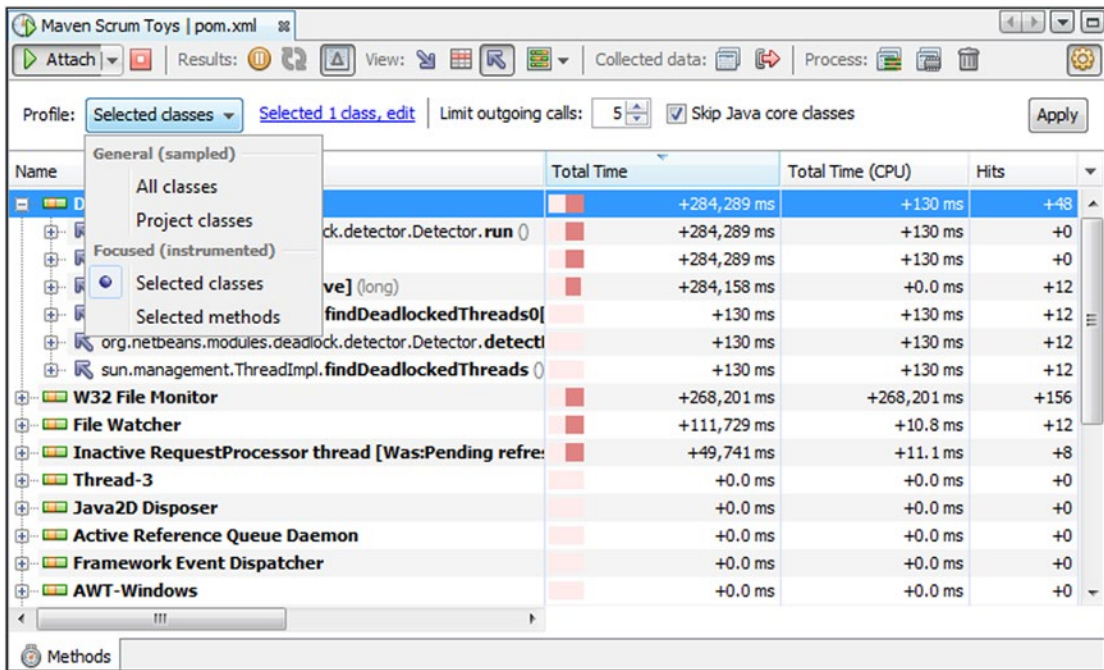 Maven Scrum Toys | pom.xml
Attach Results: View: Collected data: Process:
Profile: Selected classes Selected 1 class, edit Limit outgoing calls: 5 Skip Java core classes Apply
General (sampled)
All classes
Project classes
Focused (instrumented)
Selected classes
Selected methods
Name Total Time Total Time (CPU) Hits
D +284,289 ms +130 ms +48
ck.detector.Detector.run () +284,289 ms +130 ms +0
+284,289 ms +130 ms +0
ve] (long) +284,158 ms +0.0 ms +12
findDeadlockedThreads0[ +130 ms +130 ms +12
org.netbeans.modules.deadlock.detector.Detector.detectl +130 ms +130 ms +12
sun.management.ThreadImpl.findDeadlockedThreads () +130 ms +130 ms +12
W32 File Monitor +268,201 ms +268,201 ms +156
File Watcher +111,729 ms +10.8 ms +12
Inactive RequestProcessor thread [Was:Pending refres +49,741 ms +11.1 ms +8
Thread-3 +0.0 ms +0.0 ms +0
Java2D Disposer +0.0 ms +0.0 ms +0
Active Reference Queue Daemon +0.0 ms +0.0 ms +0
Framework Event Dispatcher +0.0 ms +0.0 ms +0
AWT-Windows +0.0 ms +0.0 ms +0
Methods